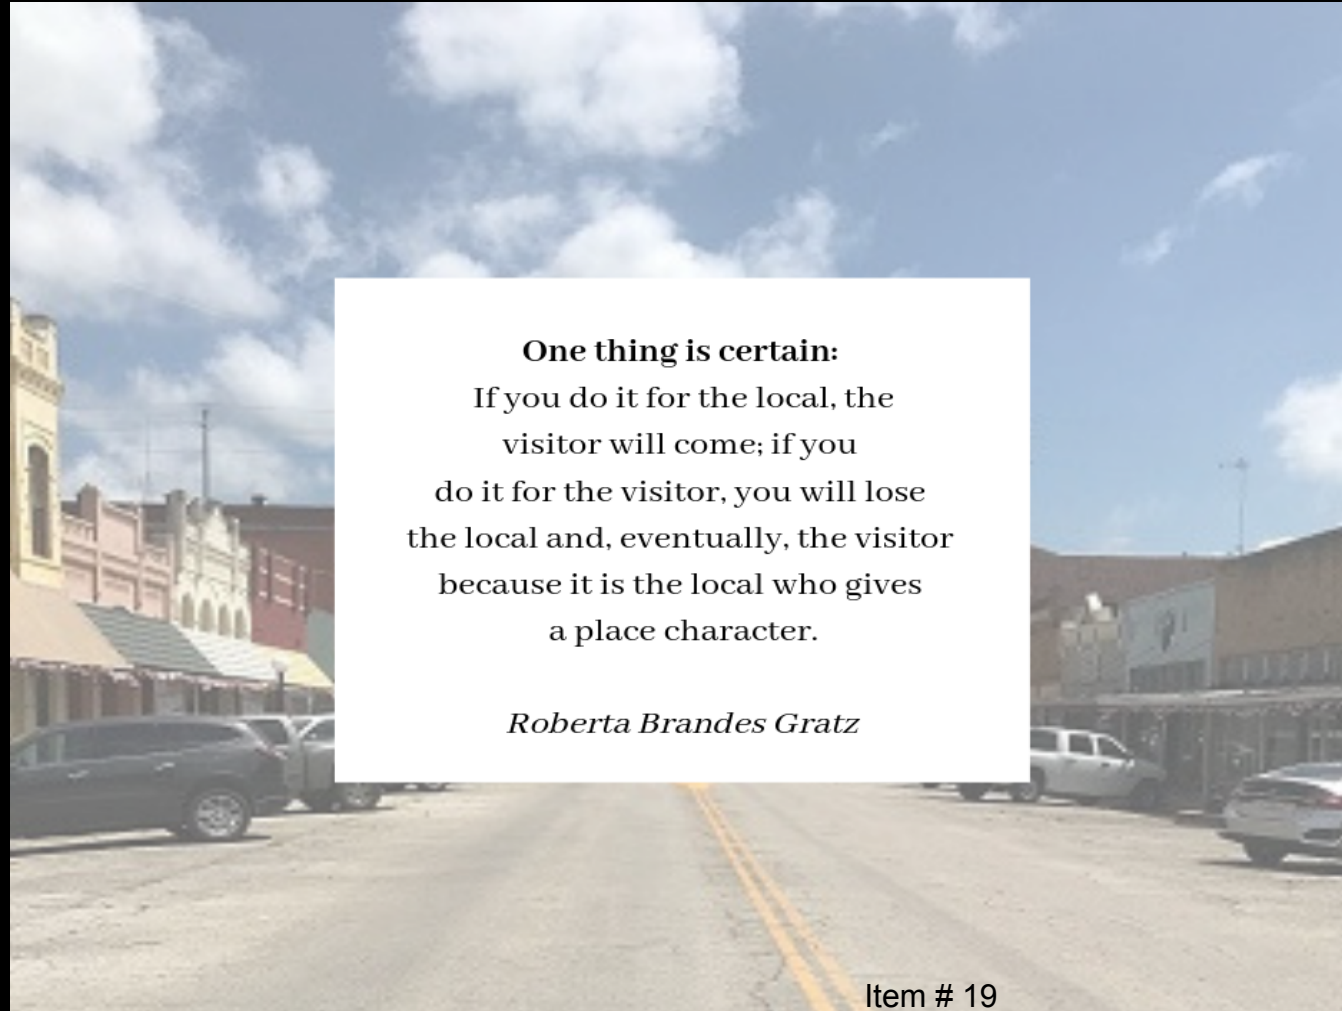 One thing is certain:
If you do it for the local, the
visitor will come; if you
do it for the visitor, you will lose
the local and, eventually, the visitor
because it is the local who gives
a place character.
Roberta Brandes Gratz
Item # 19